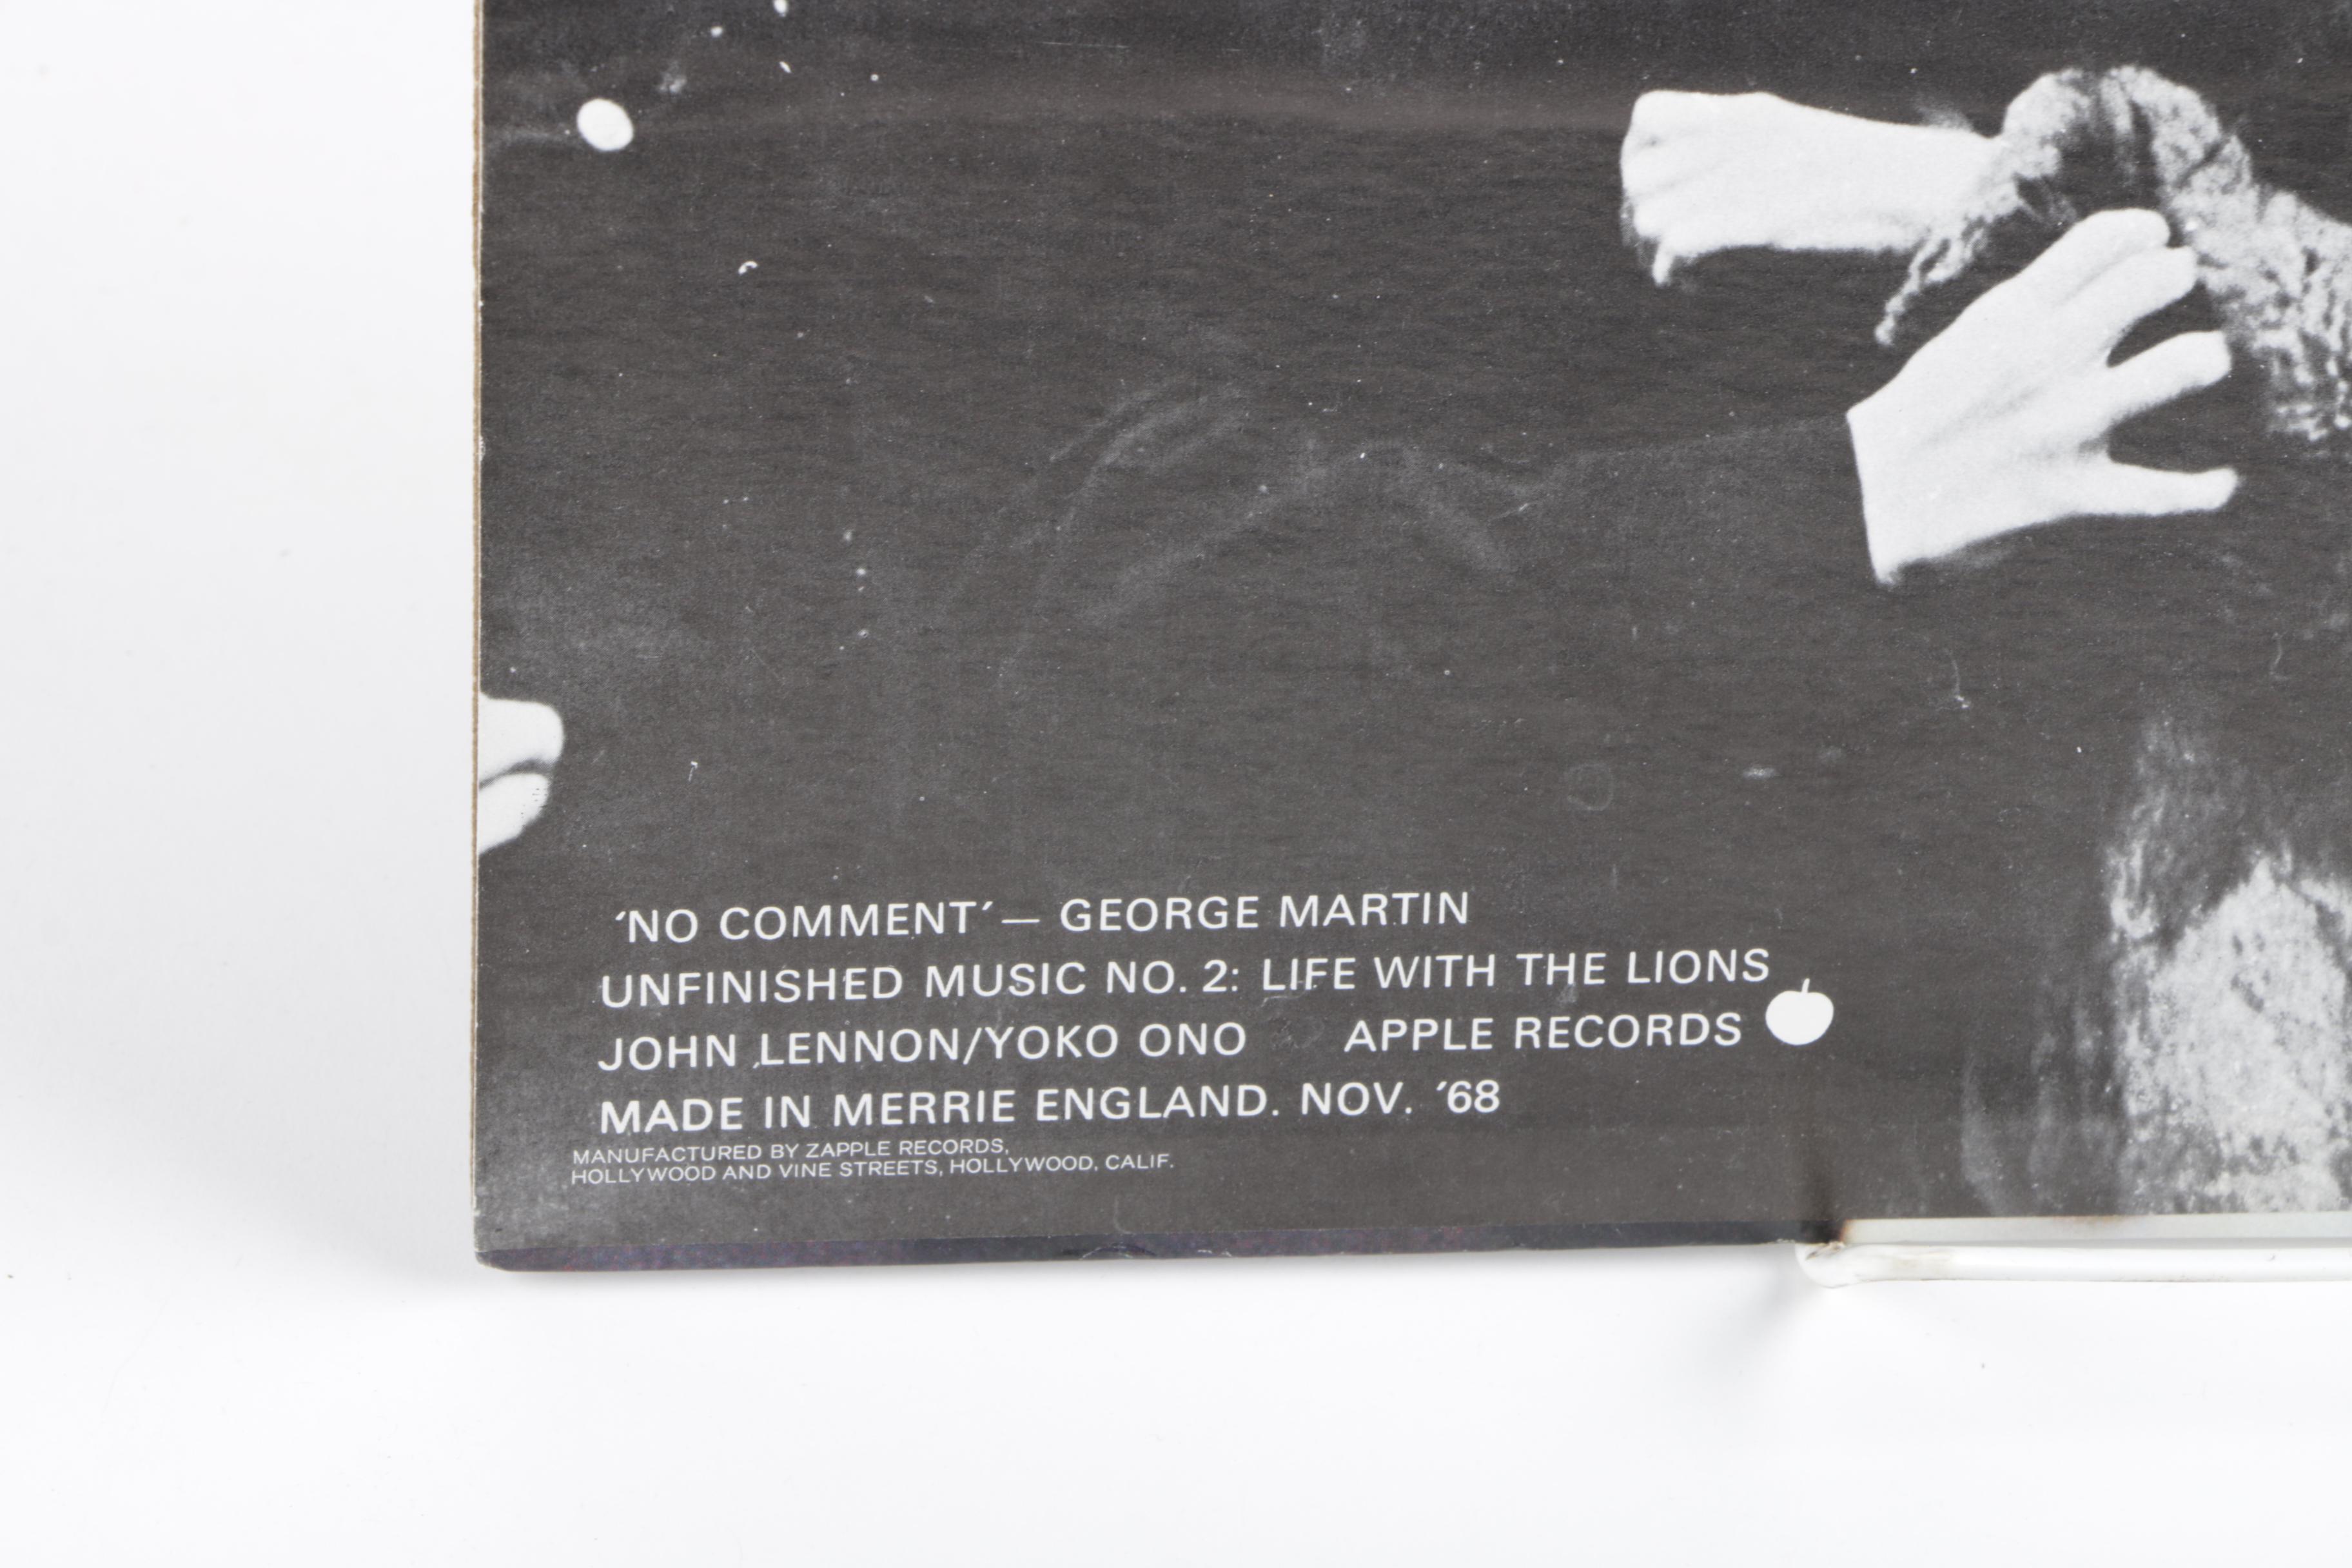 'NO COMMENT' — GEORGE MARTIN
UNFINISHED MUSIC NO. 2: LIFE WITH THE LIONS
JOHN LENNON/YOKO ONO APPLE RECORDS
MADE IN MERRIE ENGLAND. NOV. '68
MANUFACTURED BY ZAPPLE RECORDS,
HOLLYWOOD AND VINE STREETS, HOLLYWOOD, CALIF.